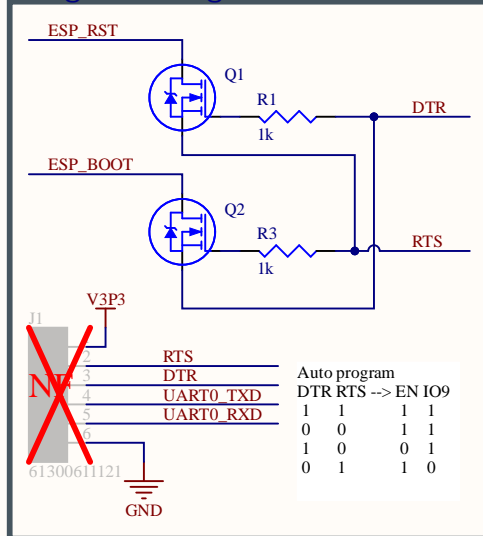 ESP_RST
Q1
R1
DTR
1k
ESP_BOOT
Q2
R3
RTS
1k
V3P3
J1
NF
2
RTS
3
DTR
4
UART0_TXD
5
UART0_RXD
6
61300611121
GND
Auto program
DTR RTS --> EN IO9
1 1 1 1
0 0 1 1
1 0 0 1
0 1 1 0